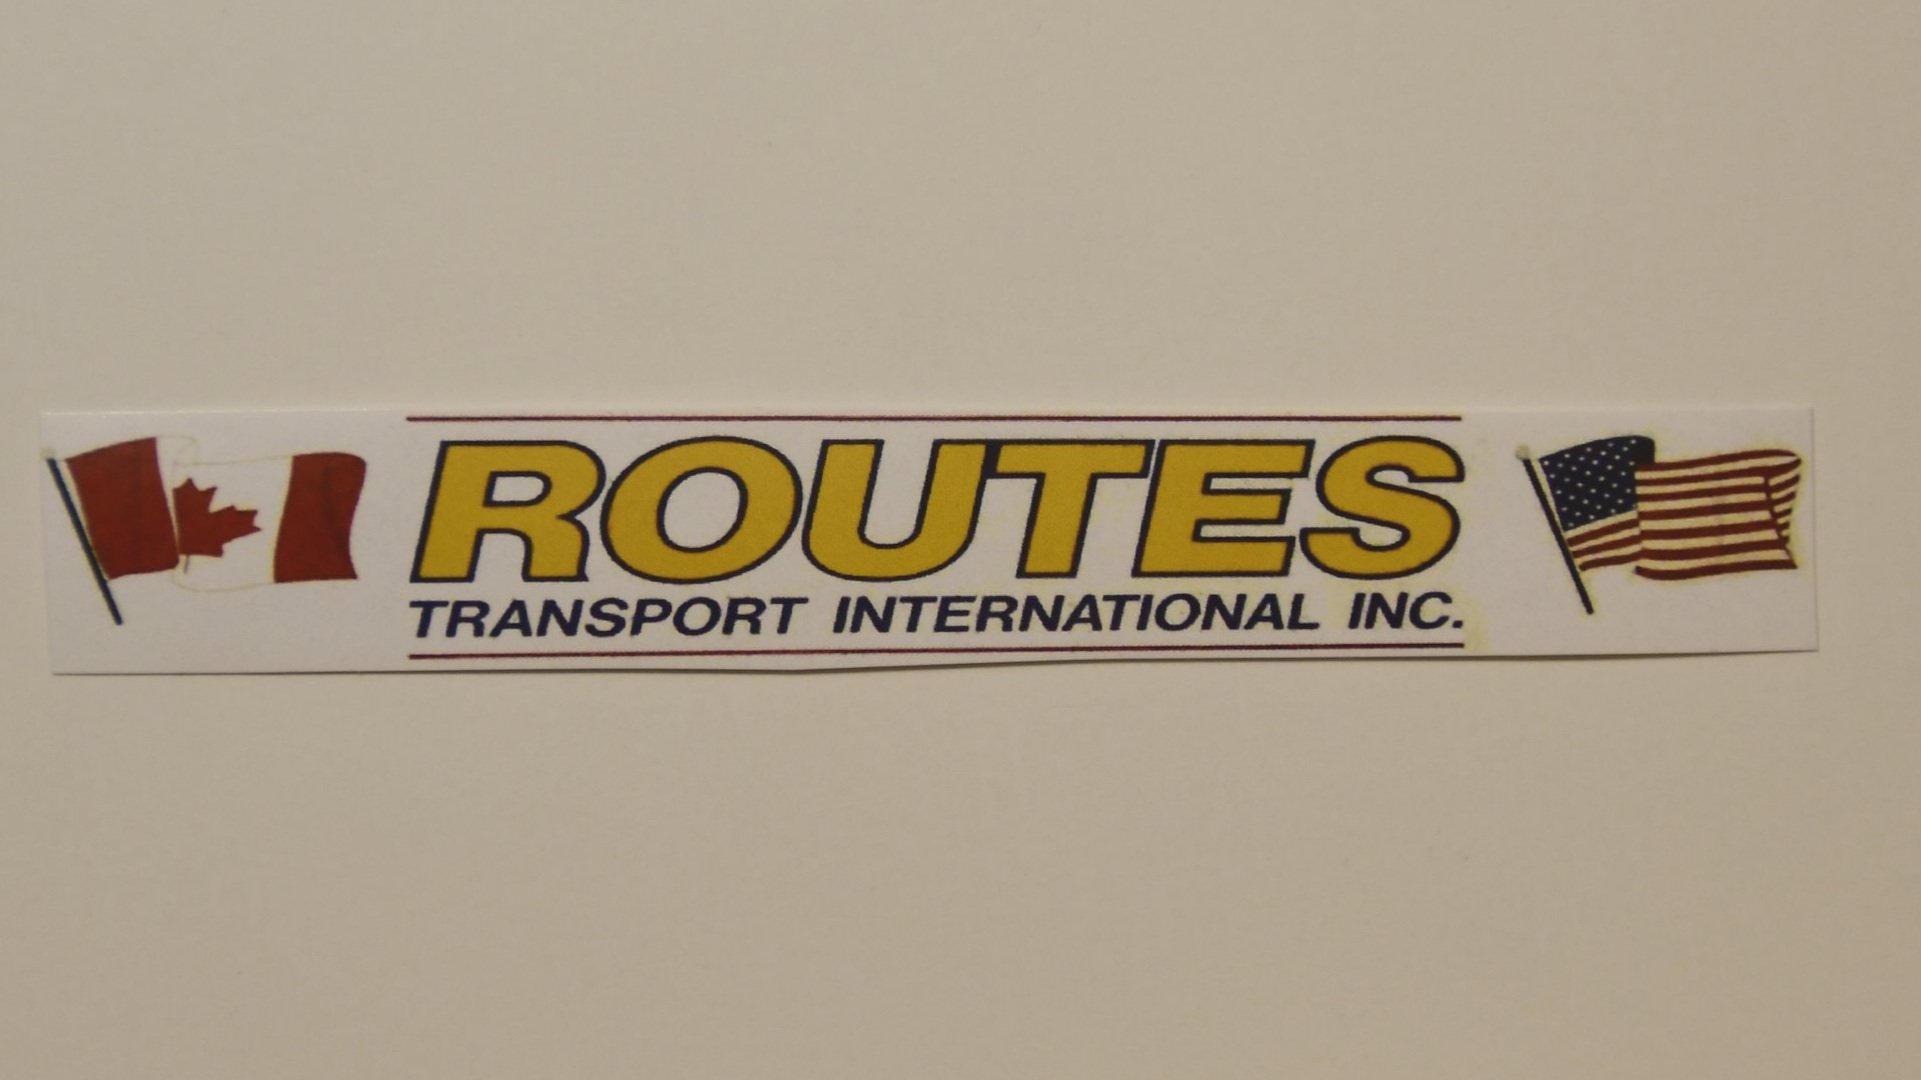 ROUTES
TRANSPORT INTERNATIONAL INC.